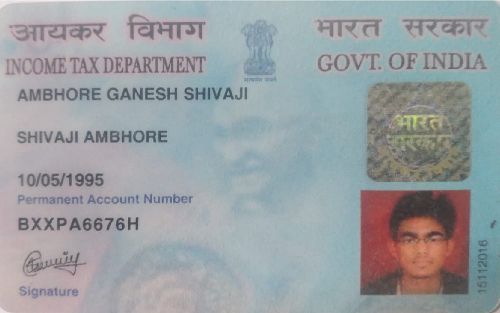 आयकर विभाग
INCOME TAX DEPARTMENT
भारत सरकार
GOVT. OF INDIA
AMBHORE GANESH SHIVAJI
SHIVAJI AMBHORE
10/05/1995
Permanent Account Number
BXXPA6676H
Signature
भारत
सरकार
15112016